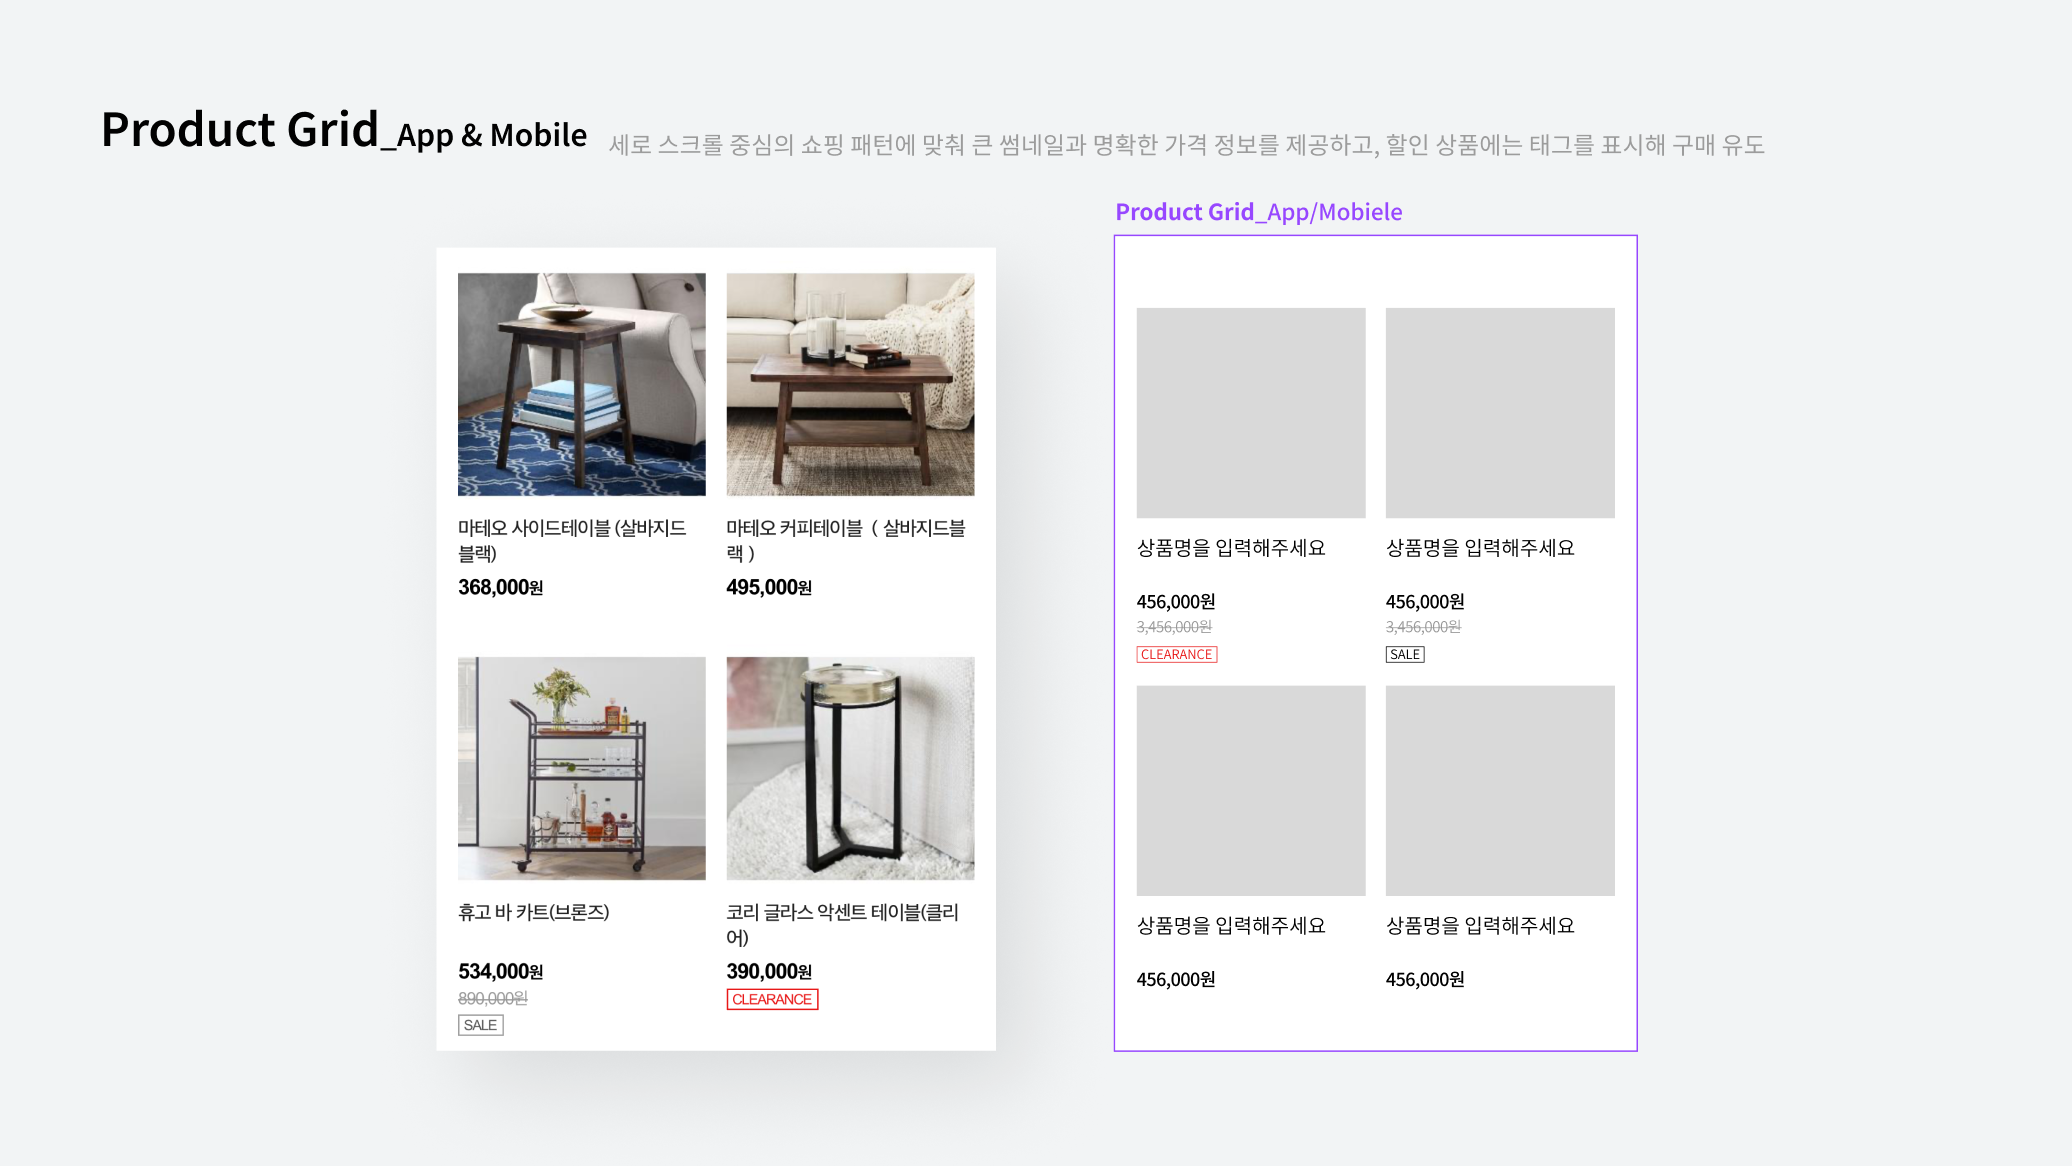 Product Grid_App & Mobile 세로 스크롤 중심의 쇼핑 패턴에 맞춰 큰 썸네일과 명확한 가격 정보를 제공하고, 할인 상품에는 태그를 표시해 구매 유도
마테오 사이드테이블 (살바지드
블랙)
368,000원
마테오 커피테이블 ( 살바지드블
랙 )
495,000원
휴고 바 카트(브론즈)
534,000원
890,000원
SALE
코리 글라스 악센트 테이블(클리
어)
390,000원
CLEARANCE
Product Grid_App/Mobiele
상품명을 입력해주세요
456,000원
3,456,000원
CLEARANCE
상품명을 입력해주세요
456,000원
3,456,000원
SALE
상품명을 입력해주세요
456,000원
상품명을 입력해주세요
456,000원